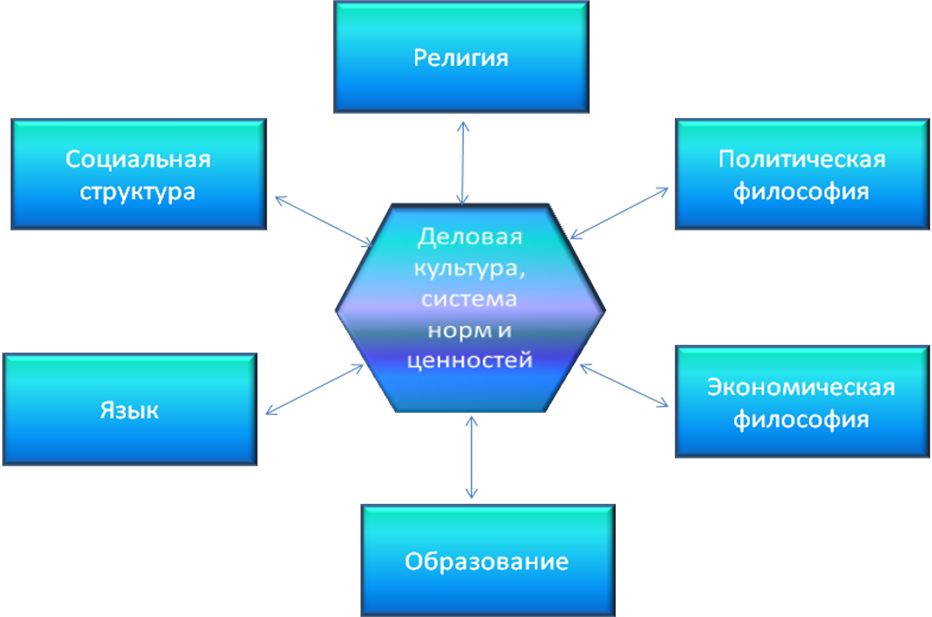 Религия
Социальная
структура
Политическая
философия
Деловая
культура,
система
норм и
ценностей
Язык
Экономическая
философия
Образование